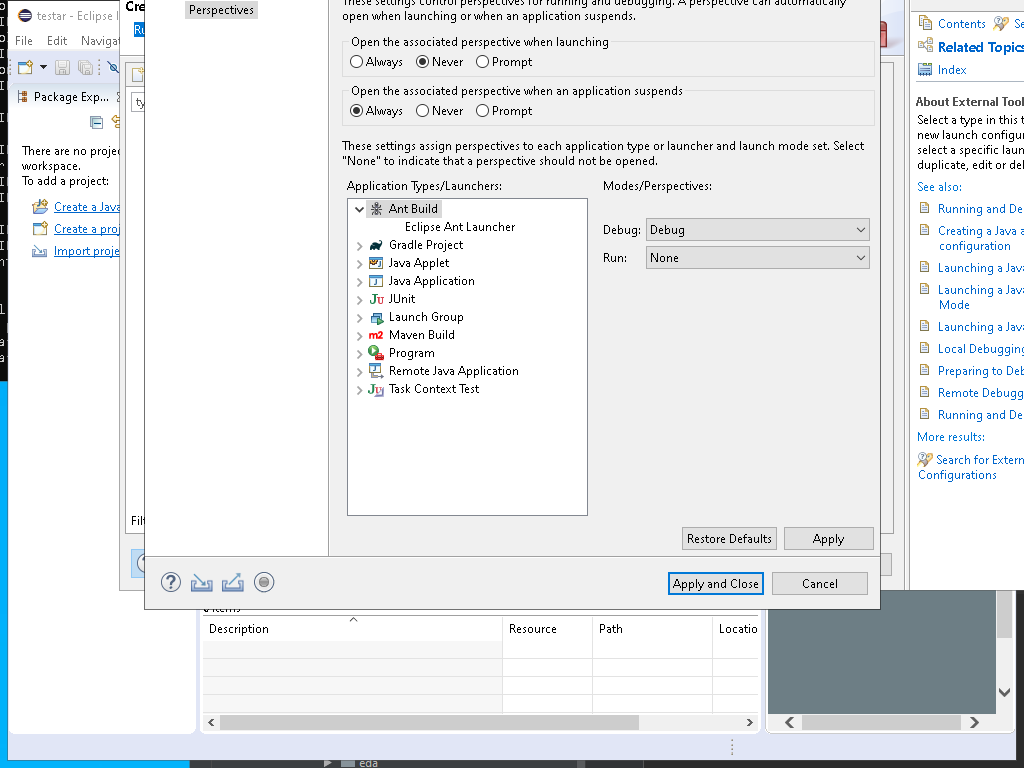 testar - Eclipse I
File Edit Navigat
Package Exp...
There are no proje
workspace.
To add a project:
Create a Java
Create a proj
Import proje
Cre
Ru
ty
Filt
Perspectives
These settings control perspectives for running and debugging. A perspective can automatically
open when launching or when an application suspends.
Open the associated perspective when launching
Always Never Prompt
Open the associated perspective when an application suspends
Always Never Prompt
These settings assign perspectives to each application type or launcher and launch mode set. Select
"None" to indicate that a perspective should not be opened.
Application Types/Launchers:
Ant Build
Eclipse Ant Launcher
Gradle Project
Java Applet
Java Application
JUnit
Launch Group
Maven Build
Program
Remote Java Application
Task Context Test
Modes/Perspectives:
Debug: Debug
Run: None
Restore Defaults Apply
Apply and Close Cancel
Contents Se
Related Topics
Index
About External Tool
Select a type in this t
new launch configur
select a specific laun
duplicate, edit or del
See also:
Running and De
Creating a Java a
configuration
Launching a Java
Launching a Java
Mode
Launching a Java
Local Debugging
Preparing to Deb
Remote Debugg
Running and De
More results:
Search for Extern
Configurations
items
Description Resource Path Locatio
eda